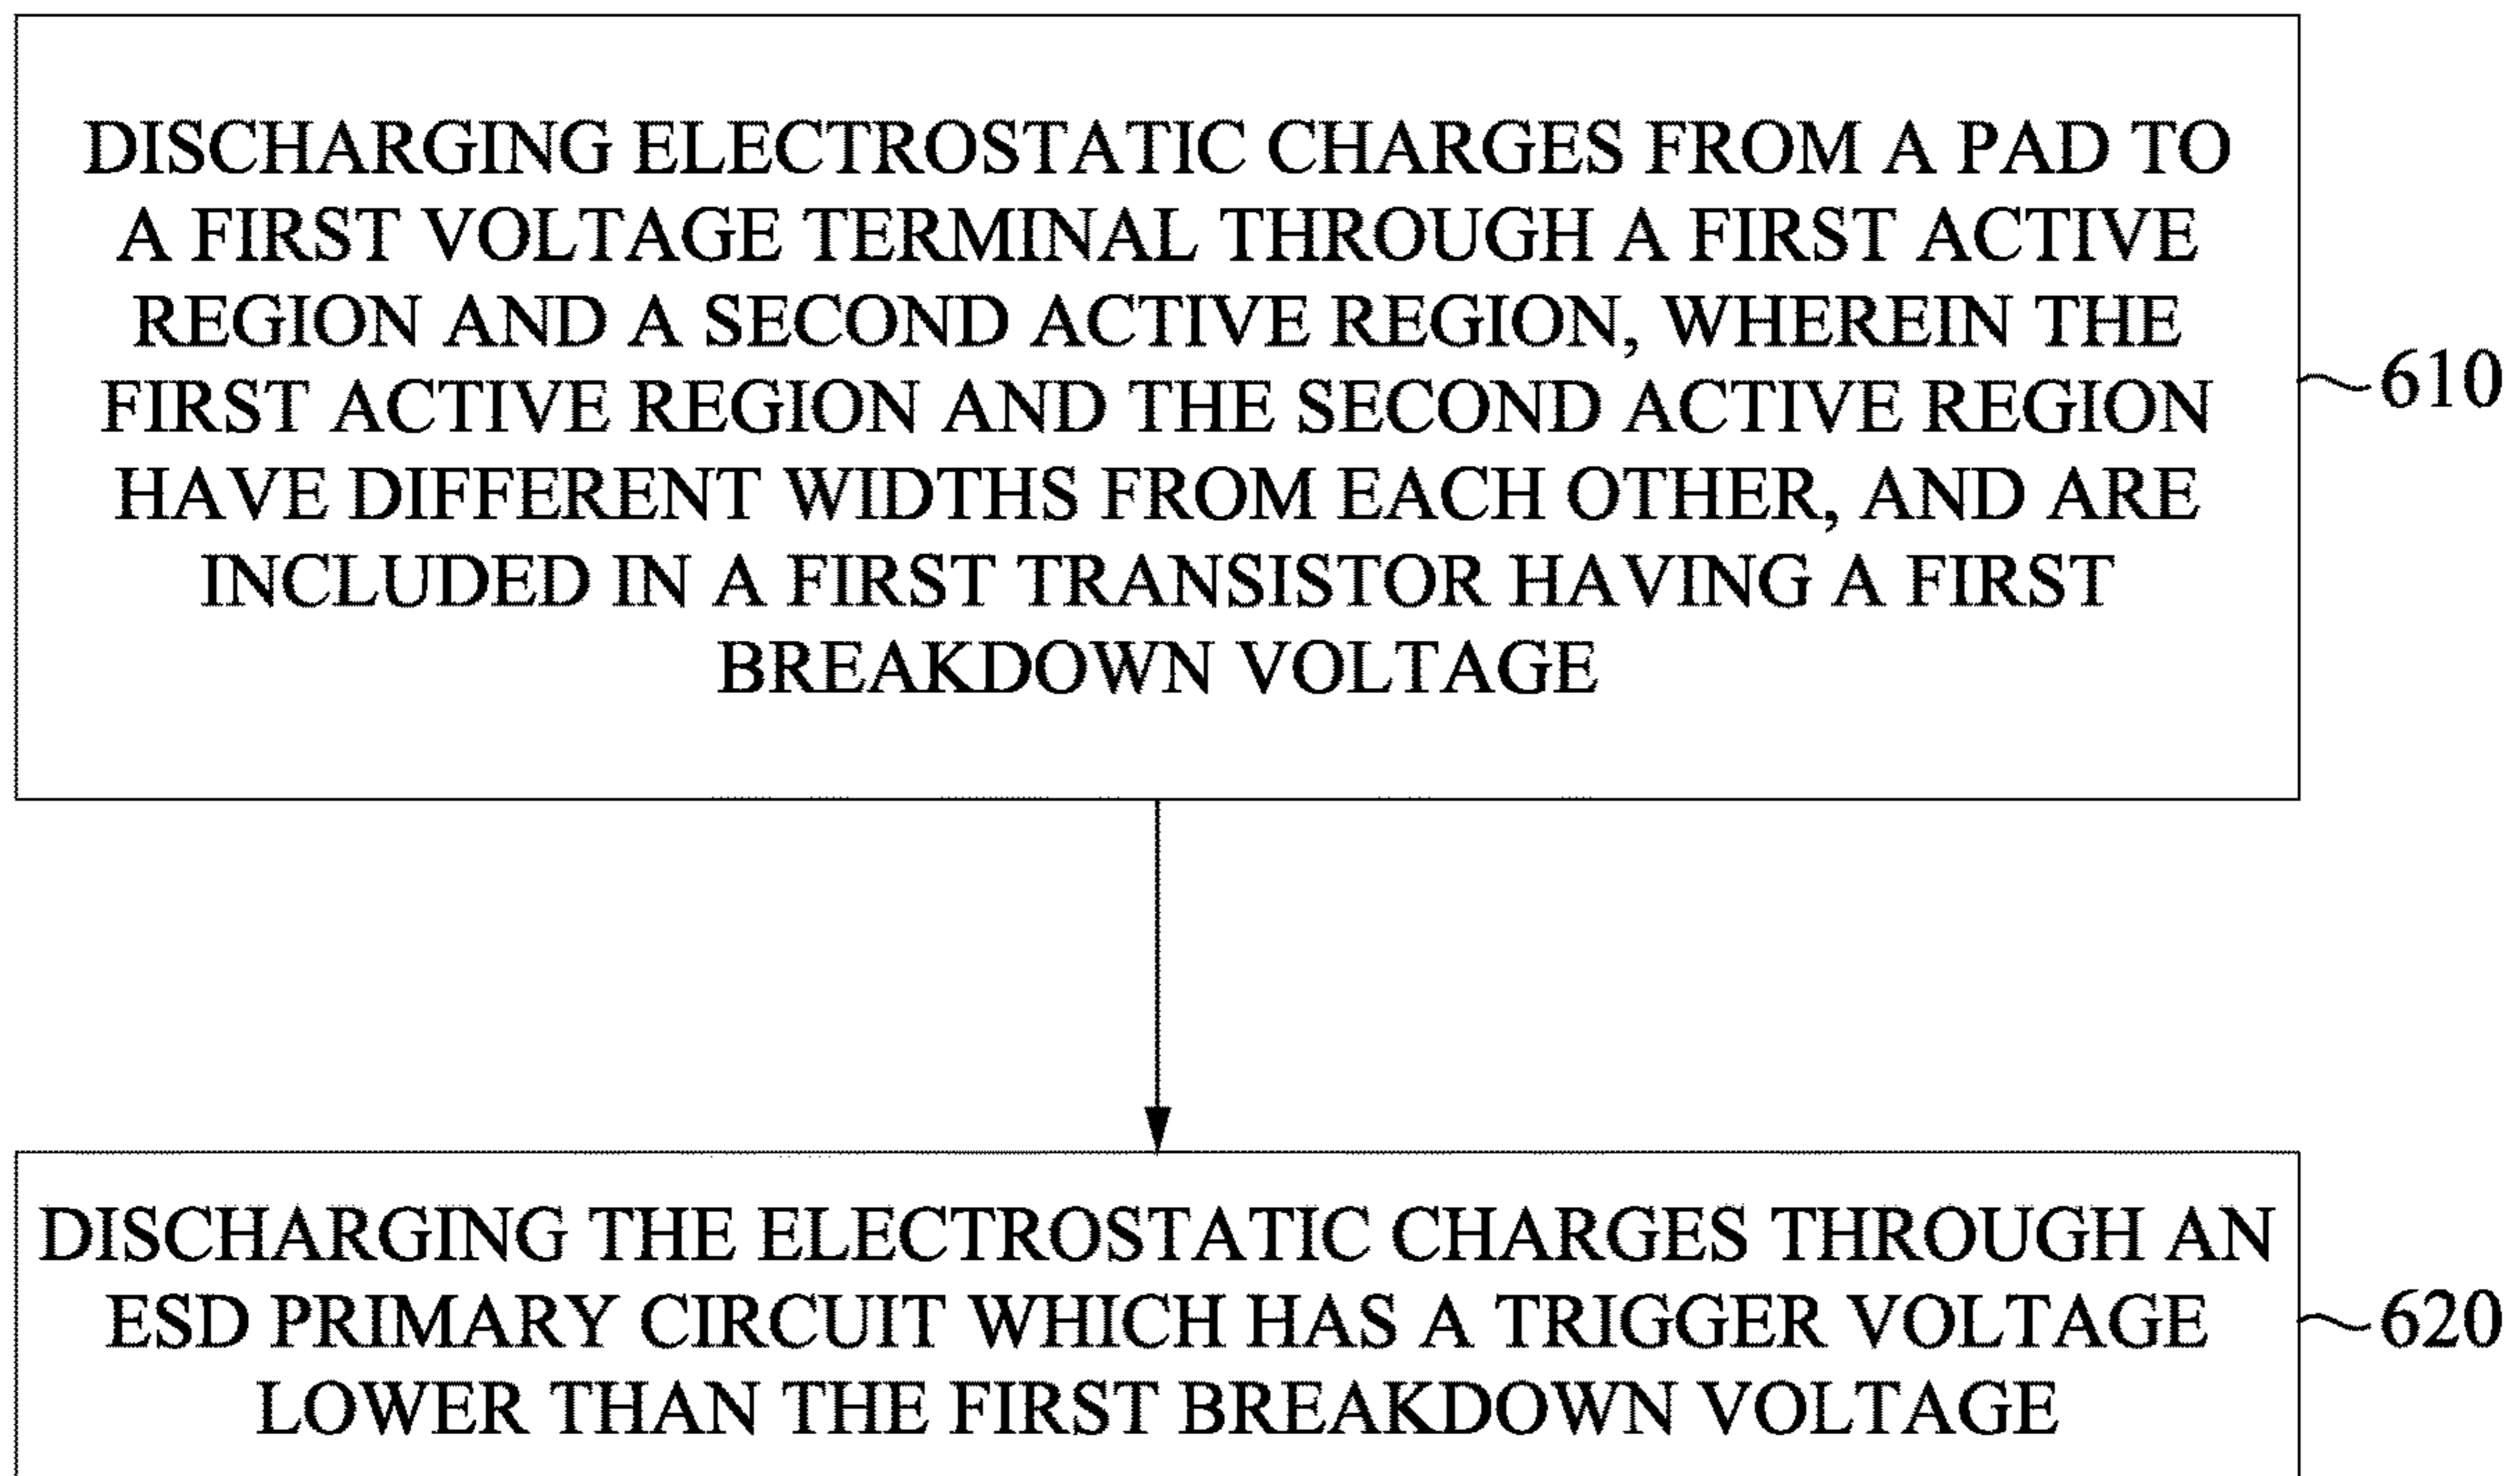 DISCHARGING ELECTROSTATIC CHARGES FROM A PAD TO
A FIRST VOLTAGE TERMINAL THROUGH A FIRST ACTIVE
REGION AND A SECOND ACTIVE REGION, WHEREIN THE
FIRST ACTIVE REGION AND THE SECOND ACTIVE REGION
HAVE DIFFERENT WIDTHS FROM EACH OTHER, AND ARE
INCLUDED IN A FIRST TRANSISTOR HAVING A FIRST
BREAKDOWN VOLTAGE
610
DISCHARGING THE ELECTROSTATIC CHARGES THROUGH AN
ESD PRIMARY CIRCUIT WHICH HAS A TRIGGER VOLTAGE
LOWER THAN THE FIRST BREAKDOWN VOLTAGE
620